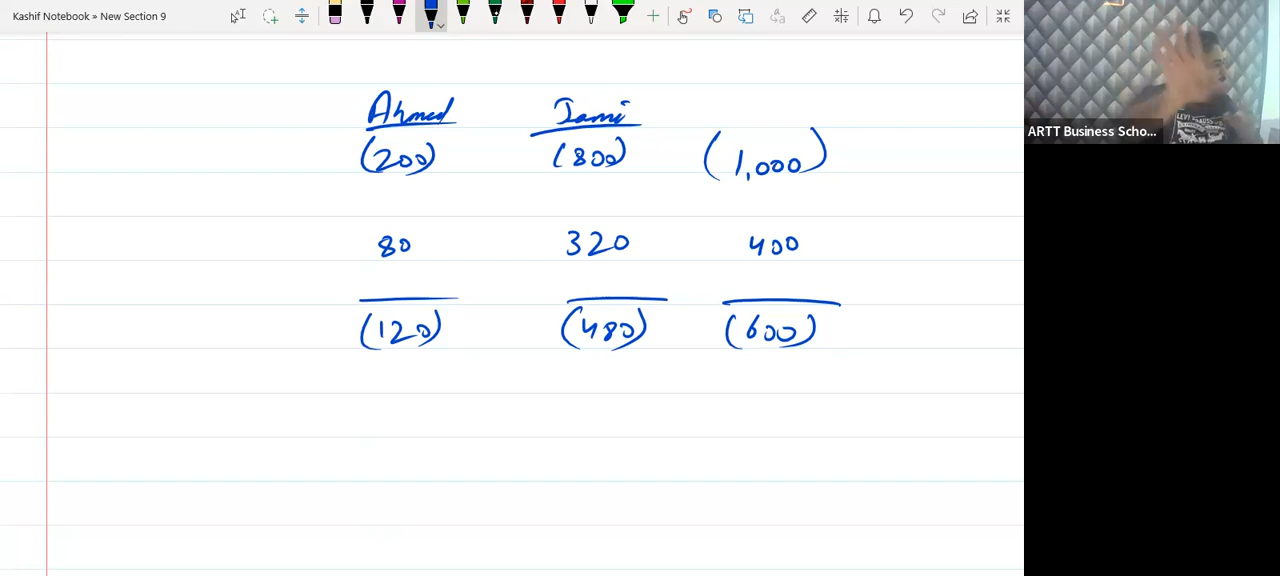 Kashif Notebook » New Section 9
Ahmed
(200) (800) (1,000)
80 320 400
(120) (480) (600)
ARTT Business Scho...
LEVI